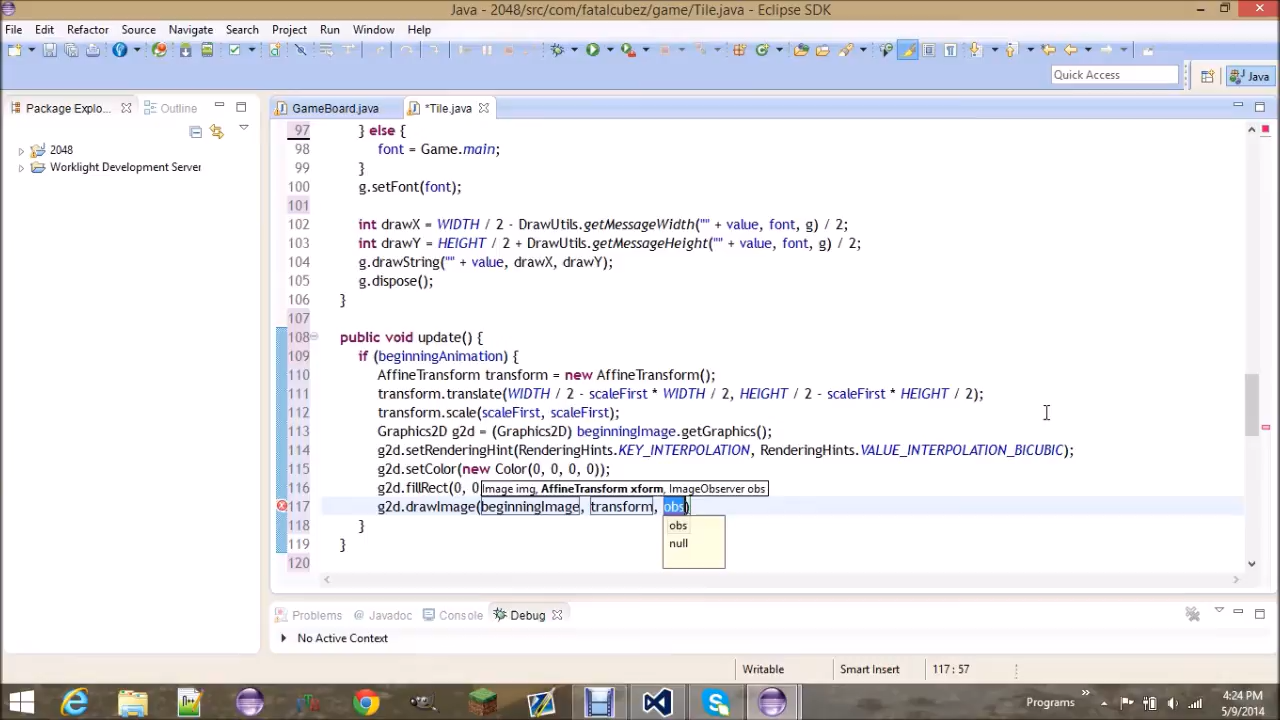 Java - 2048/src/com/fatalcubez/game/Tile.java - Eclipse SDK
File Edit Refactor Source Navigate Search Project Run Window Help
Quick Access
Java
Package Explo...
Outline
GameBoard.java
*Tile.java
2048
Worklight Development Server
97 } else {
98 font = Game.main;
99 }
100 g.setFont(font);
101
102 int drawX = WIDTH / 2 - DrawUtils.getMessageWidth("" + value, font, g) / 2;
103 int drawY = HEIGHT / 2 + DrawUtils.getMessageHeight("" + value, font, g) / 2;
104 g.drawString("" + value, drawX, drawY);
105 g.dispose();
106 }
107
108 public void update() {
109 if (beginningAnimation) {
110 AffineTransform transform = new AffineTransform();
111 transform.translate(WIDTH / 2 - scaleFirst * WIDTH / 2, HEIGHT / 2 - scaleFirst * HEIGHT / 2);
112 transform.scale(scaleFirst, scaleFirst);
113 Graphics2D g2d = (Graphics2D) beginningImage.getGraphics();
114 g2d.setRenderingHint(RenderingHints.KEY_INTERPOLATION, RenderingHints.VALUE_INTERPOLATION_BICUBIC);
115 g2d.setColor(new Color(0, 0, 0, 0));
116 g2d.fillRect(0, 0
Image img, AffineTransform xform, ImageObserver obs
117 g2d.drawImage(beginningImage, transform, obs)
118 }
obs
119 }
null
120
Problems
Javadoc
Console
Debug
No Active Context
Writable
Smart Insert
117 : 57
Programs
4:24 PM
5/9/2014